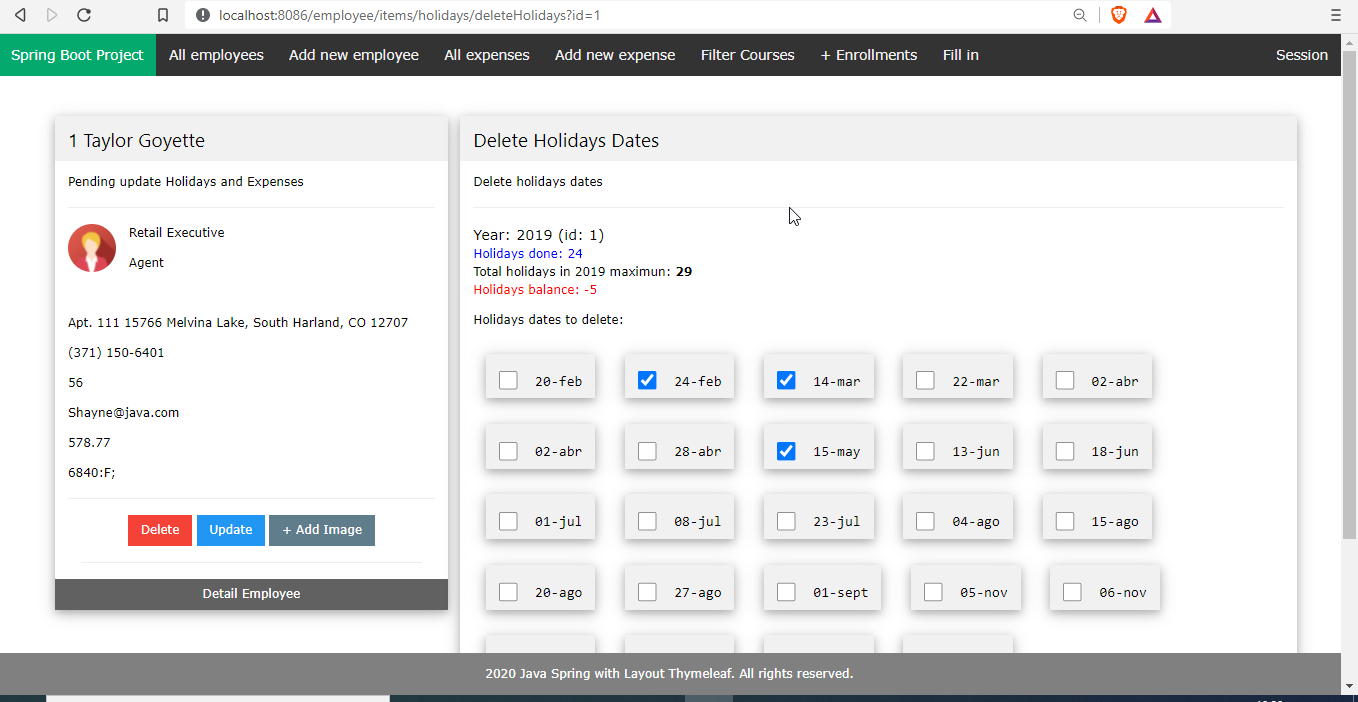 localhost:8086/employee/items/holidays/deleteHolidays?id=1
Spring Boot Project All employees Add new employee All expenses Add new expense Filter Courses + Enrollments Fill in Session
1 Taylor Goyette
Pending update Holidays and Expenses
Retail Executive
Agent
Apt. 111 15766 Melvina Lake, South Harland, CO 12707
(371) 150-6401
56
Shayne@java.com
578.77
6840:F;
Delete Update + Add Image
Detail Employee
Delete Holidays Dates
Delete holidays dates
Year: 2019 (id: 1)
Holidays done: 24
Total holidays in 2019 maximun: 29
Holidays balance: -5
Holidays dates to delete:
20-feb 24-feb 14-mar 22-mar 02-abr
02-abr 28-abr 15-may 13-jun 18-jun
01-jul 08-jul 23-jul 04-ago 15-ago
20-ago 27-ago 01-sept 05-nov 06-nov
2020 Java Spring with Layout Thymeleaf. All rights reserved.